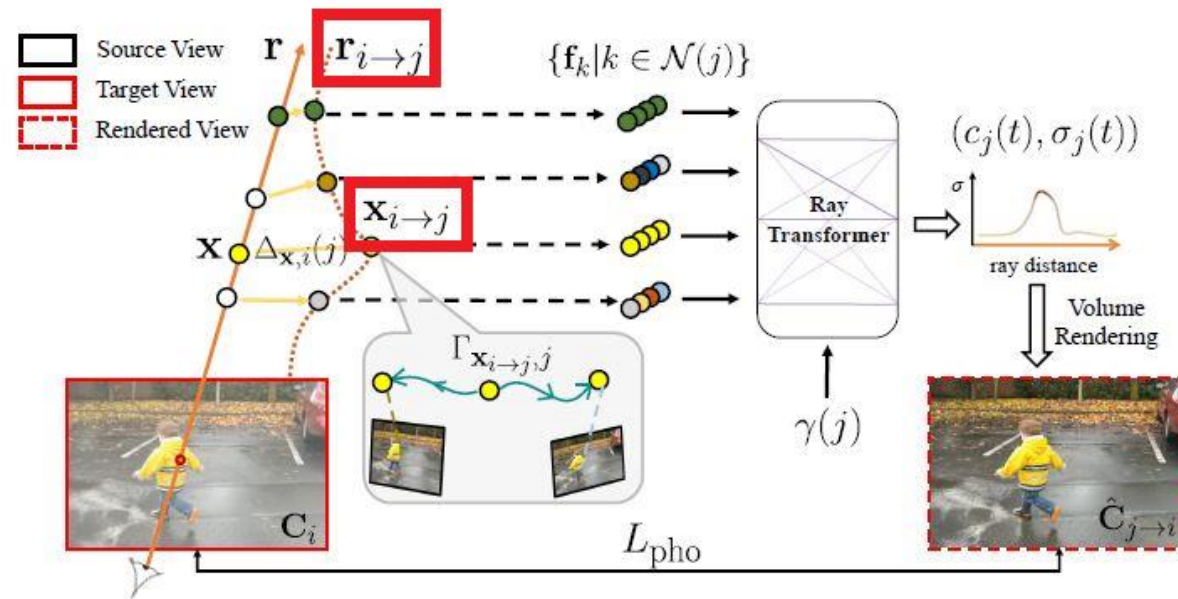 Source View
Target View
Rendered View
r
r_{i→j}
{f_k|k ∈ N(j)}
(c_j(t), σ_j(t))
x_{i→j}
x
Δ_{x,i}(j)
Ray
Transformer
σ
ray distance
Volume
Rendering
Γ_{x_{i→j},j}
γ(j)
C_i
L_pho
Ĉ_{j→i}